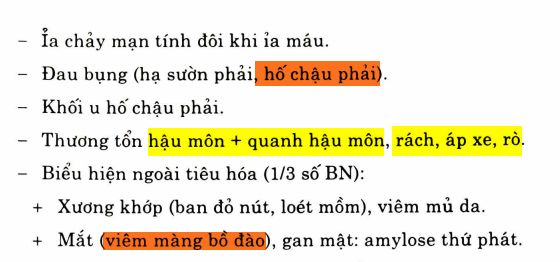 – Ỉa chảy mạn tính đôi khi ỉa máu.
– Đau bụng (hạ sườn phải, hố chậu phải).
– Khối u hố chậu phải.
– Thương tổn hậu môn + quanh hậu môn, rách, áp xe, rò.
– Biểu hiện ngoài tiêu hóa (1/3 số BN):
+ Xương khớp (ban đỏ nút, loét mồm), viêm mủ da.
+ Mắt (viêm màng bồ đào), gan mật: amylose thứ phát.